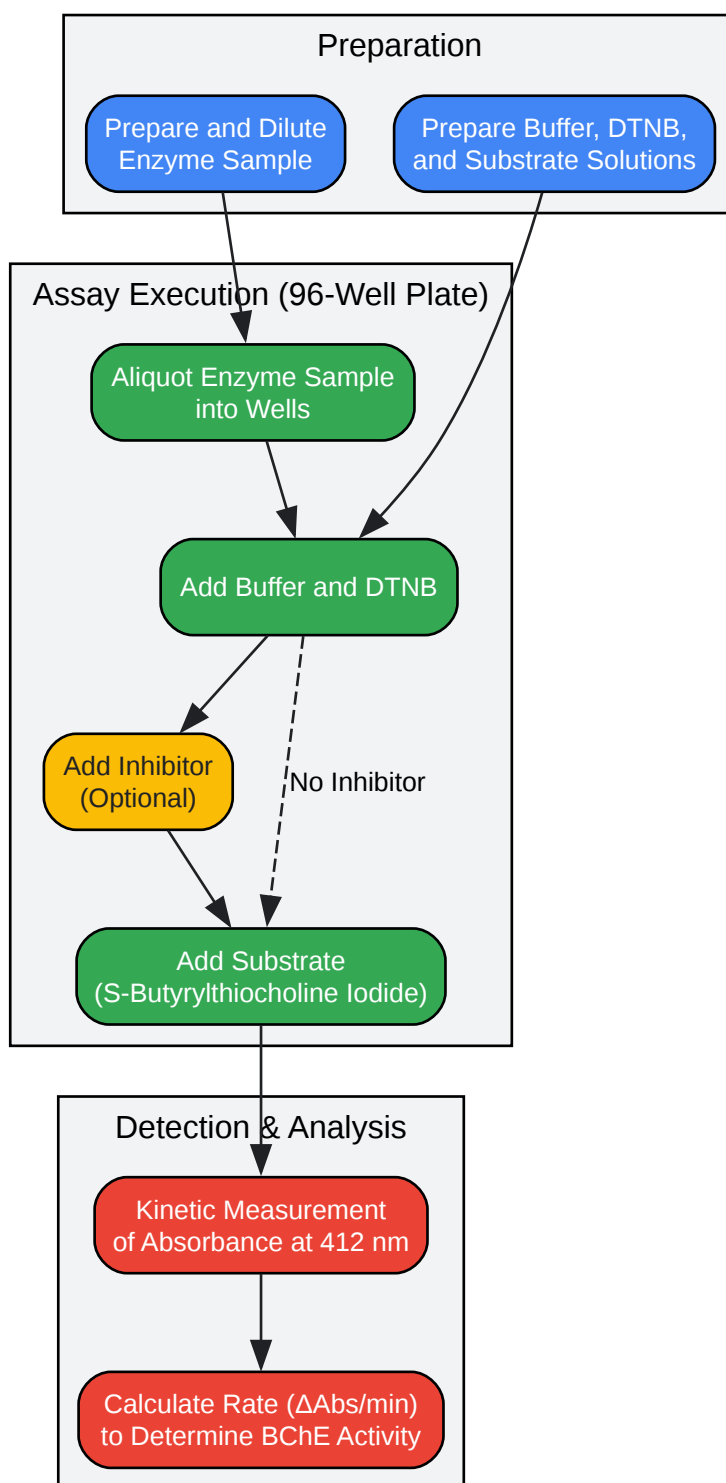 Preparation
Prepare and Dilute
Enzyme Sample
Prepare Buffer, DTNB,
and Substrate Solutions
Assay Execution (96-Well Plate)
Aliquot Enzyme Sample
into Wells
Add Buffer and DTNB
Add Inhibitor
(Optional)
No Inhibitor
Add Substrate
(S-Butyrylthiocholine Iodide)
Detection & Analysis
Kinetic Measurement
of Absorbance at 412 nm
Calculate Rate (ΔAbs/min)
to Determine BChE Activity